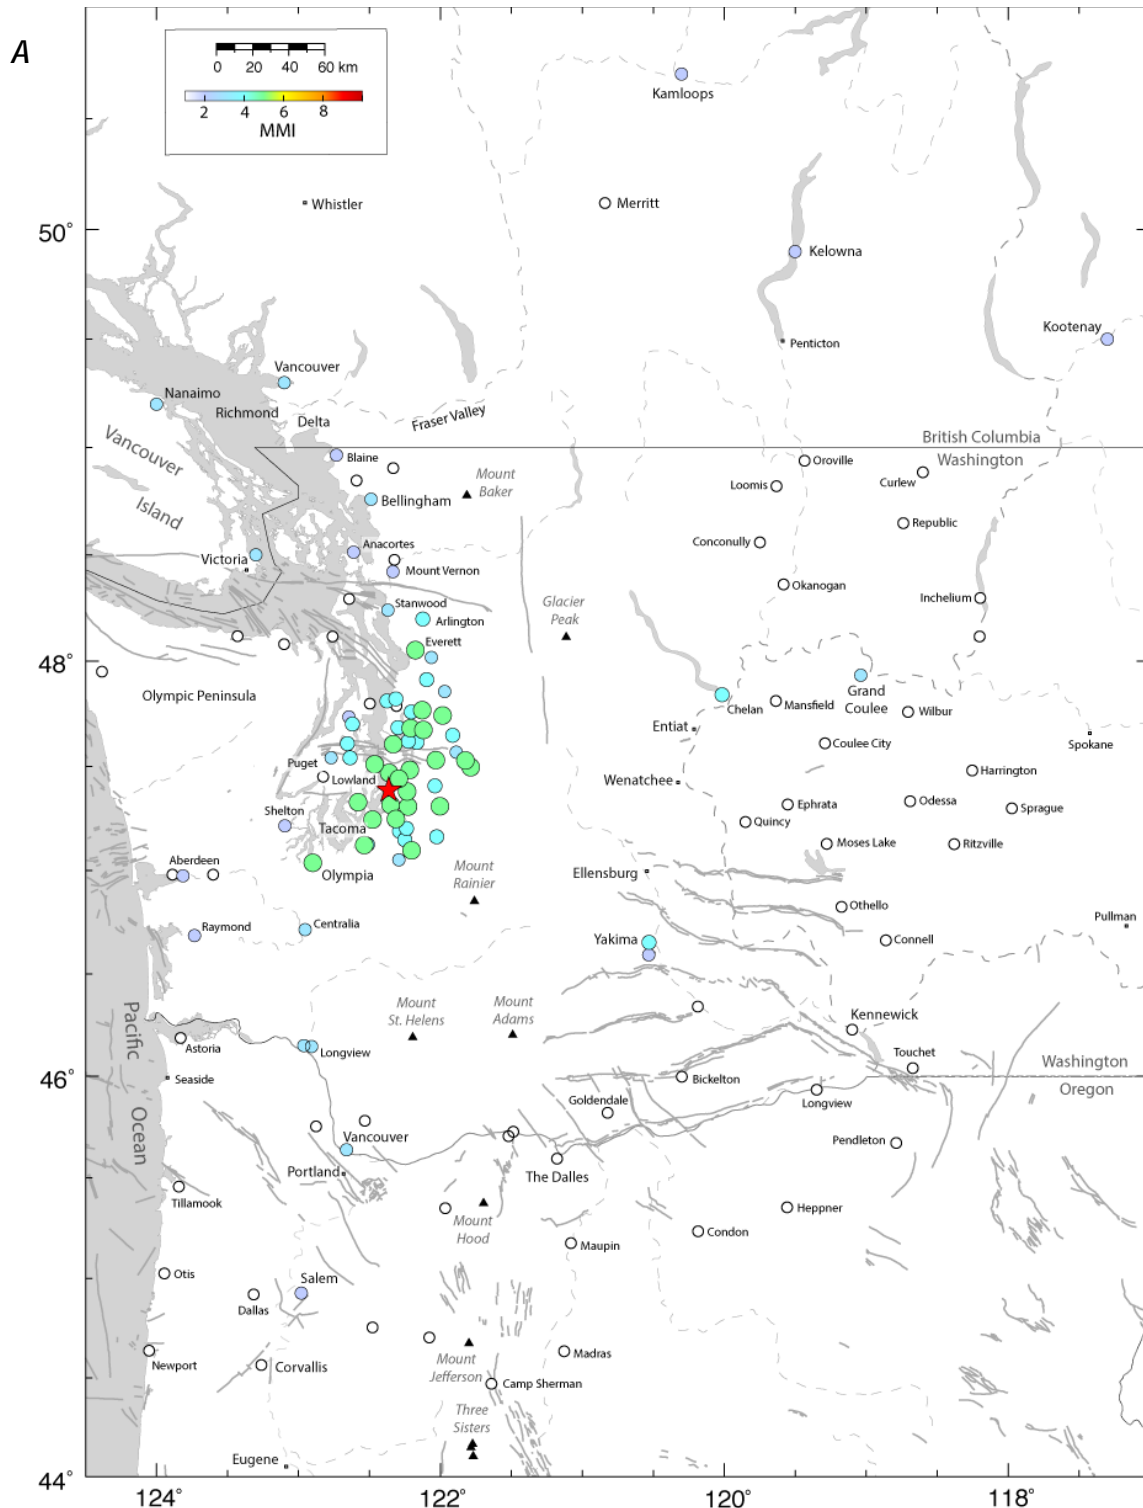 A
0 20 40 60 km
2 4 6 8
MMI
Kamloops
Whistler
Merritt
50°
Kelowna
Kootenay
Penticton
Vancouver
Nanaimo
Richmond
Delta
Fraser Valley
British Columbia
Washington
Vancouver
Island
Blaine
Mount
Baker
Bellingham
Oroville
Loomis
Curlew
Republic
Anacortes
Conconully
Victoria
Mount Vernon
Okanogan
Inchelium
Stanwood
Arlington
Glacier
Peak
Everett
48°
Olympic Peninsula
Grand
Coulee
Chelan
Mansfield
Wilbur
Entiat
Coulee City
Spokane
Puget
Lowland
Wenatchee
Harrington
Ephrata
Odessa
Sprague
Shelton
Tacoma
Quincy
Moses Lake
Ritzville
Aberdeen
Olympia
Mount
Rainier
Ellensburg
Othello
Pullman
Raymond
Centralia
Yakima
Connell
Pacific
Ocean
Mount
St. Helens
Mount
Adams
Kennewick
Astoria
Longview
Touchet
Washington
Oregon
46°
Seaside
Bickelton
Goldendale
Longview
Vancouver
Pendleton
Portland
The Dalles
Tillamook
Heppner
Mount
Hood
Condon
Maupin
Otis
Salem
Dallas
Newport
Corvallis
Mount
Jefferson
Madras
Camp Sherman
Three
Sisters
Eugene
44°
124° 122° 120° 118°